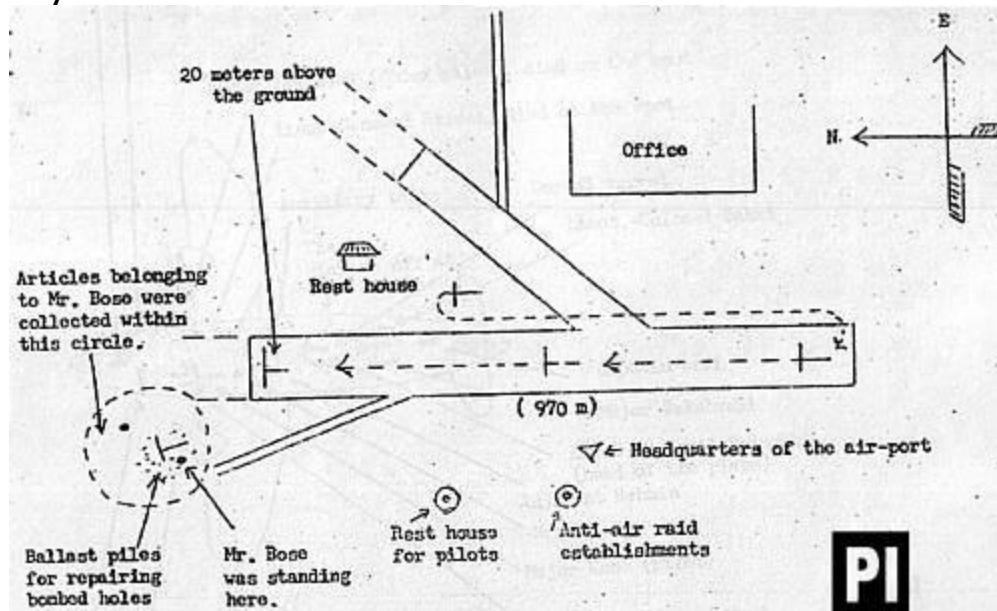 E
20 meters above
the ground
N.
Office
Rest house
Articles belonging
to Mr. Bose were
collected within
this circle.
( 970 m)
Headquarters of the air-port
Rest house
for pilots
Anti-air raid
establishments
Ballast piles
for repairing
bombed holes
Mr. Bose
was standing
here.
PI